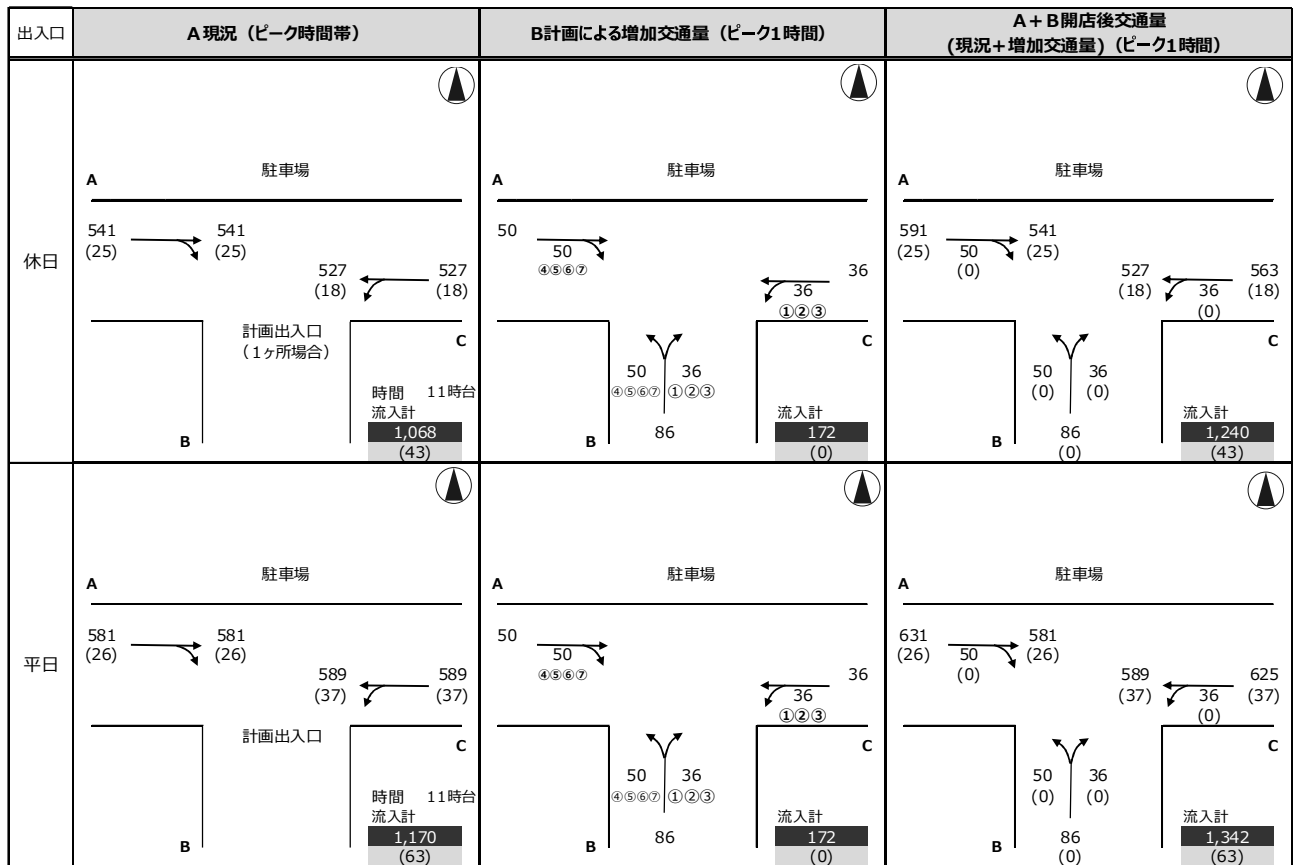 出入口
A 現況（ピーク時間帯）
B計画による増加交通量（ピーク1時間）
A＋B開店後交通量
(現況＋増加交通量)（ピーク1時間）
休日
駐車場
A
541
(25)
541
(25)
527
(18)
527
(18)
計画出入口
（1ヶ所場合）
C
時間 11時台
流入計
1,068
(43)
B
駐車場
A
50
50
④⑤⑥⑦
36
36
①②③
C
50 36
④⑤⑥⑦ ①②③
86
B
流入計
172
(0)
駐車場
A
591
(25)
50
(0)
541
(25)
527
(18)
36
(0)
563
(18)
C
50 36
(0) (0)
86
(0)
B
流入計
1,240
(43)
平日
駐車場
A
581
(26)
581
(26)
589
(37)
589
(37)
計画出入口
C
時間 11時台
流入計
1,170
(63)
B
駐車場
A
50
50
④⑤⑥⑦
36
36
①②③
C
50 36
④⑤⑥⑦ ①②③
86
B
流入計
172
(0)
駐車場
A
631
(26)
50
(0)
581
(26)
589
(37)
36
(0)
625
(37)
C
50 36
(0) (0)
86
(0)
B
流入計
1,342
(63)